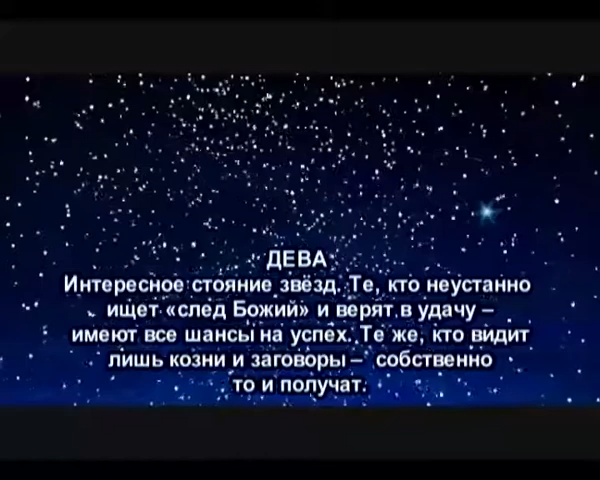 ДЕВА
Интересное стояние звёзд. Те, кто неустанно
ищет «след Божий» и верят в удачу –
имеют все шансы на успех. Те же, кто видит
лишь козни и заговоры – собственно
то и получат.